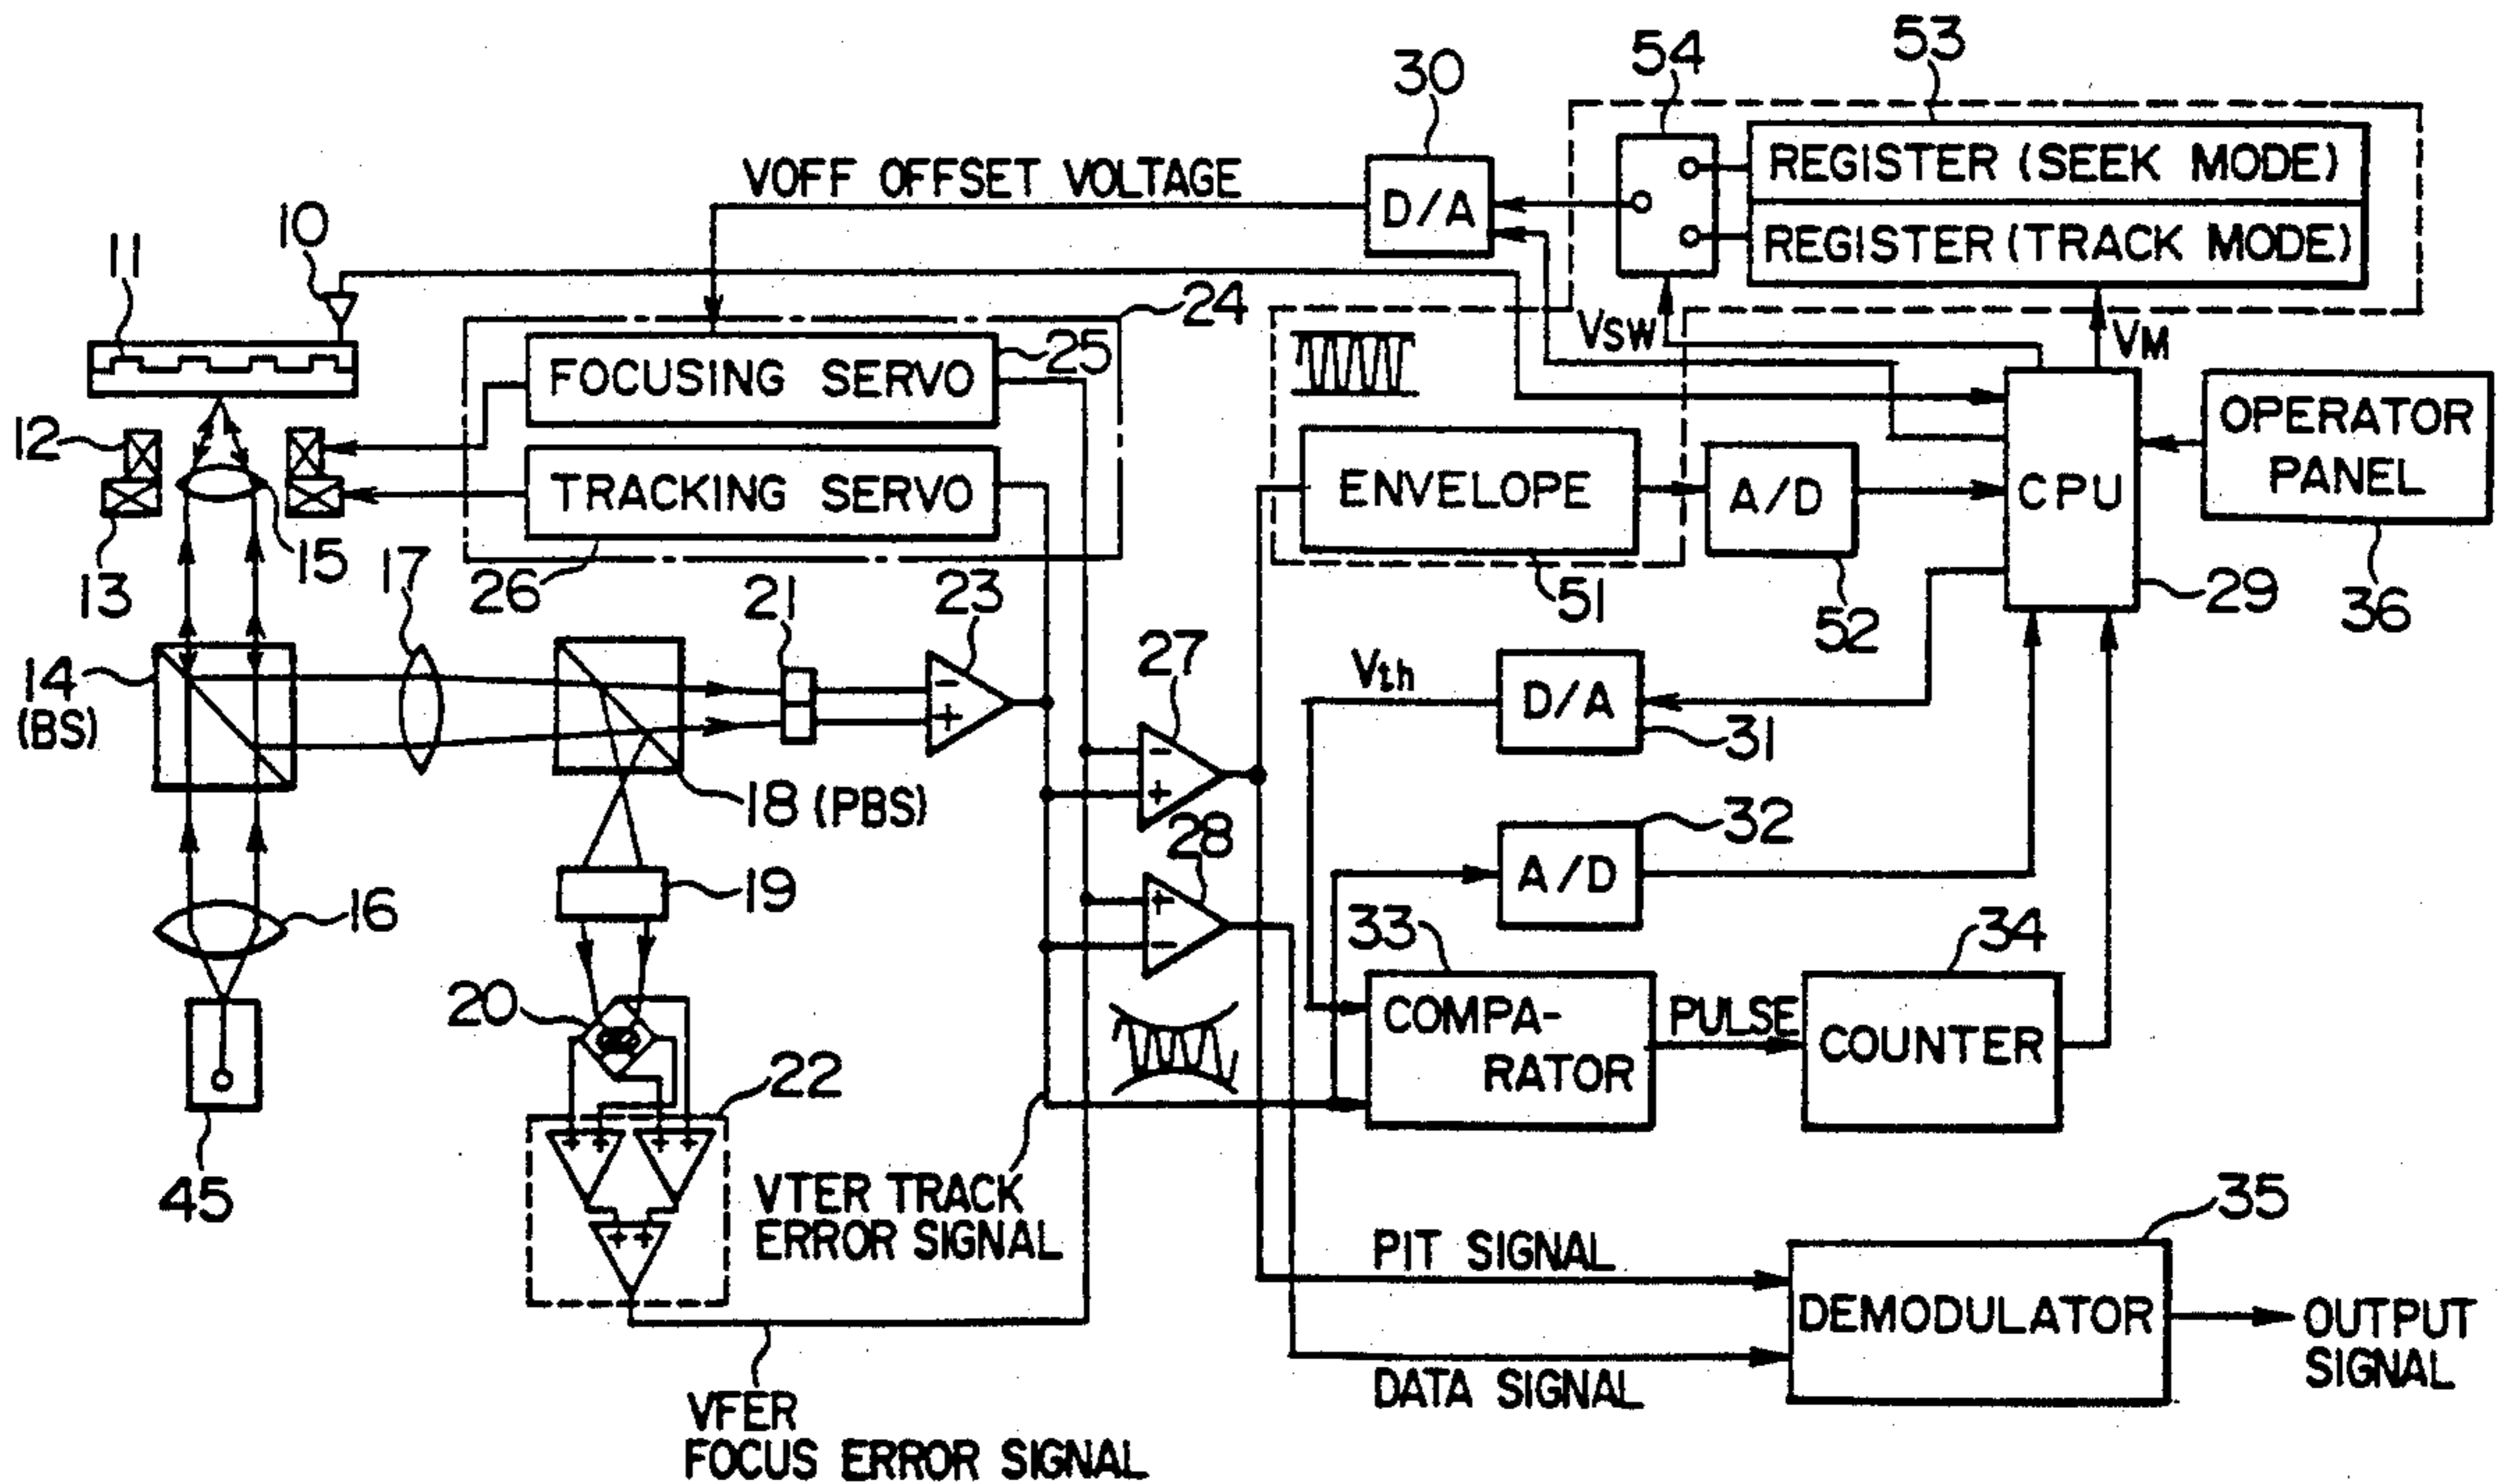 54
53
30
VOFF OFFSET VOLTAGE
D/A
REGISTER (SEEK MODE)
REGISTER (TRACK MODE)
10
11
24
VSW
VM
FOCUSING SERVO
25
12
TRACKING SERVO
ENVELOPE
A/D
CPU
OPERATOR
PANEL
13
15
17
26
21
23
51
52
29
36
14
(BS)
- +
27
Vth
D/A
31
- +
18 (PBS)
28
32
A/D
19
+ -
16
33
34
20
COMPA-
RATOR
PULSE
COUNTER
22
+ + + +
45
VTER TRACK
ERROR SIGNAL
+ +
35
PIT SIGNAL
DEMODULATOR
OUTPUT
SIGNAL
DATA SIGNAL
VFER
FOCUS ERROR SIGNAL